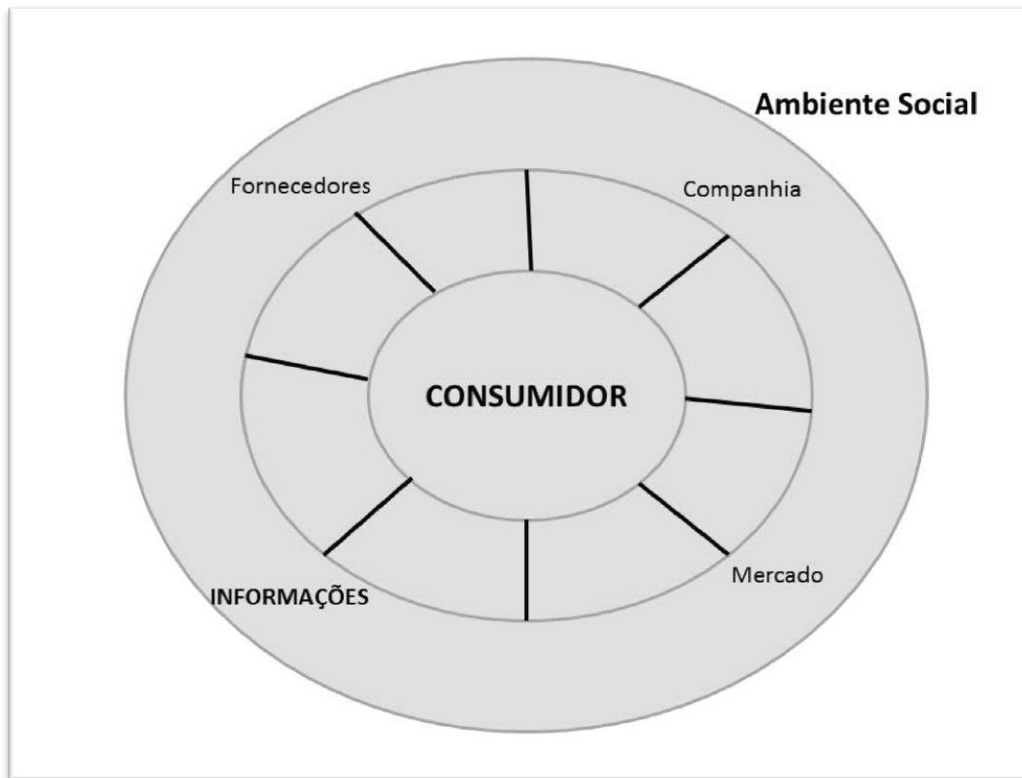 Ambiente Social
Fornecedores
Companhia
CONSUMIDOR
Mercado
INFORMAÇÕES